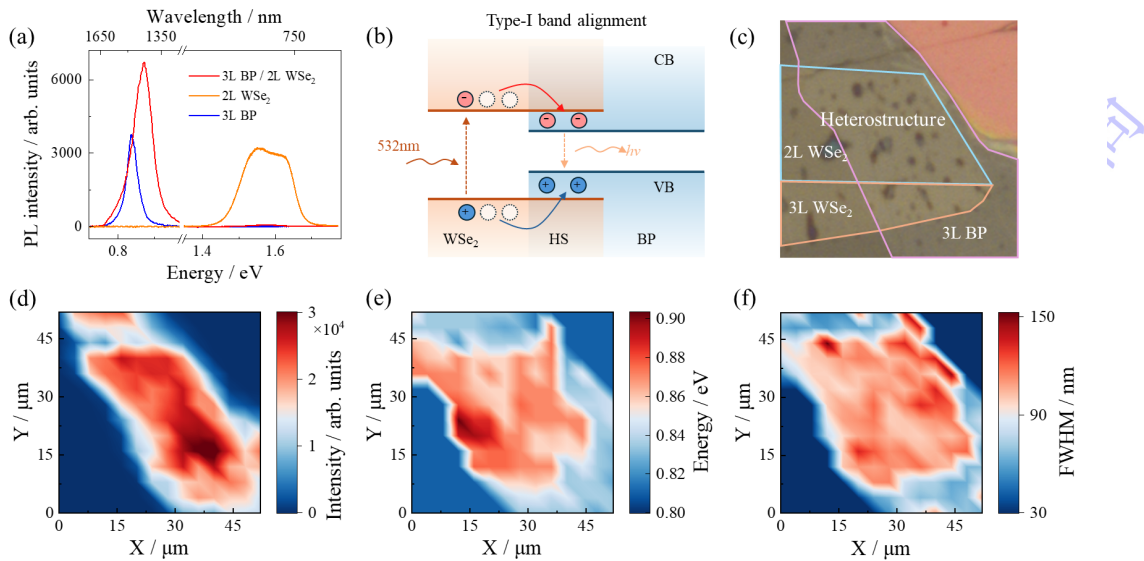 (a)
Wavelength / nm
1650 1350 750
PL intensity / arb. units
6000
3000
0
3L BP / 2L WSe₂
2L WSe₂
3L BP
0.8 1.4 1.6
Energy / eV
(b)
Type-I band alignment
CB
532nm
hν
VB
WSe₂ HS BP
(c)
Heterostructure
2L WSe₂
3L WSe₂
3L BP
(d)
Y / μm
45
30
15
0
0 15 30 45
X / μm
3
×10⁴
2
1
0
Intensity / arb. units
(e)
Y / μm
45
30
15
0
0 15 30 45
X / μm
0.90
0.88
0.86
0.84
0.82
0.80
Energy / eV
(f)
Y / μm
45
30
15
0
0 15 30 45
X / μm
150
90
30
FWHM / nm